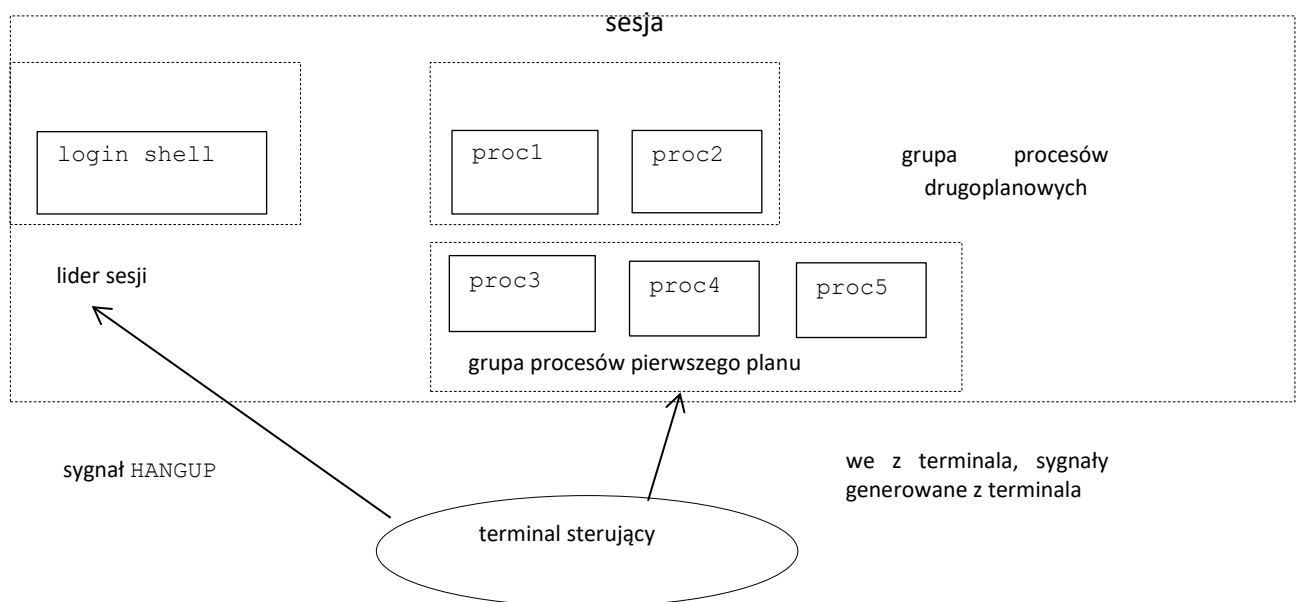 sesja
login shell
proc1
proc2
grupa procesów
drugoplanowych
lider sesji
proc3
proc4
proc5
grupa procesów pierwszego planu
sygnał HANGUP
we z terminala, sygnały
generowane z terminala
terminal sterujący